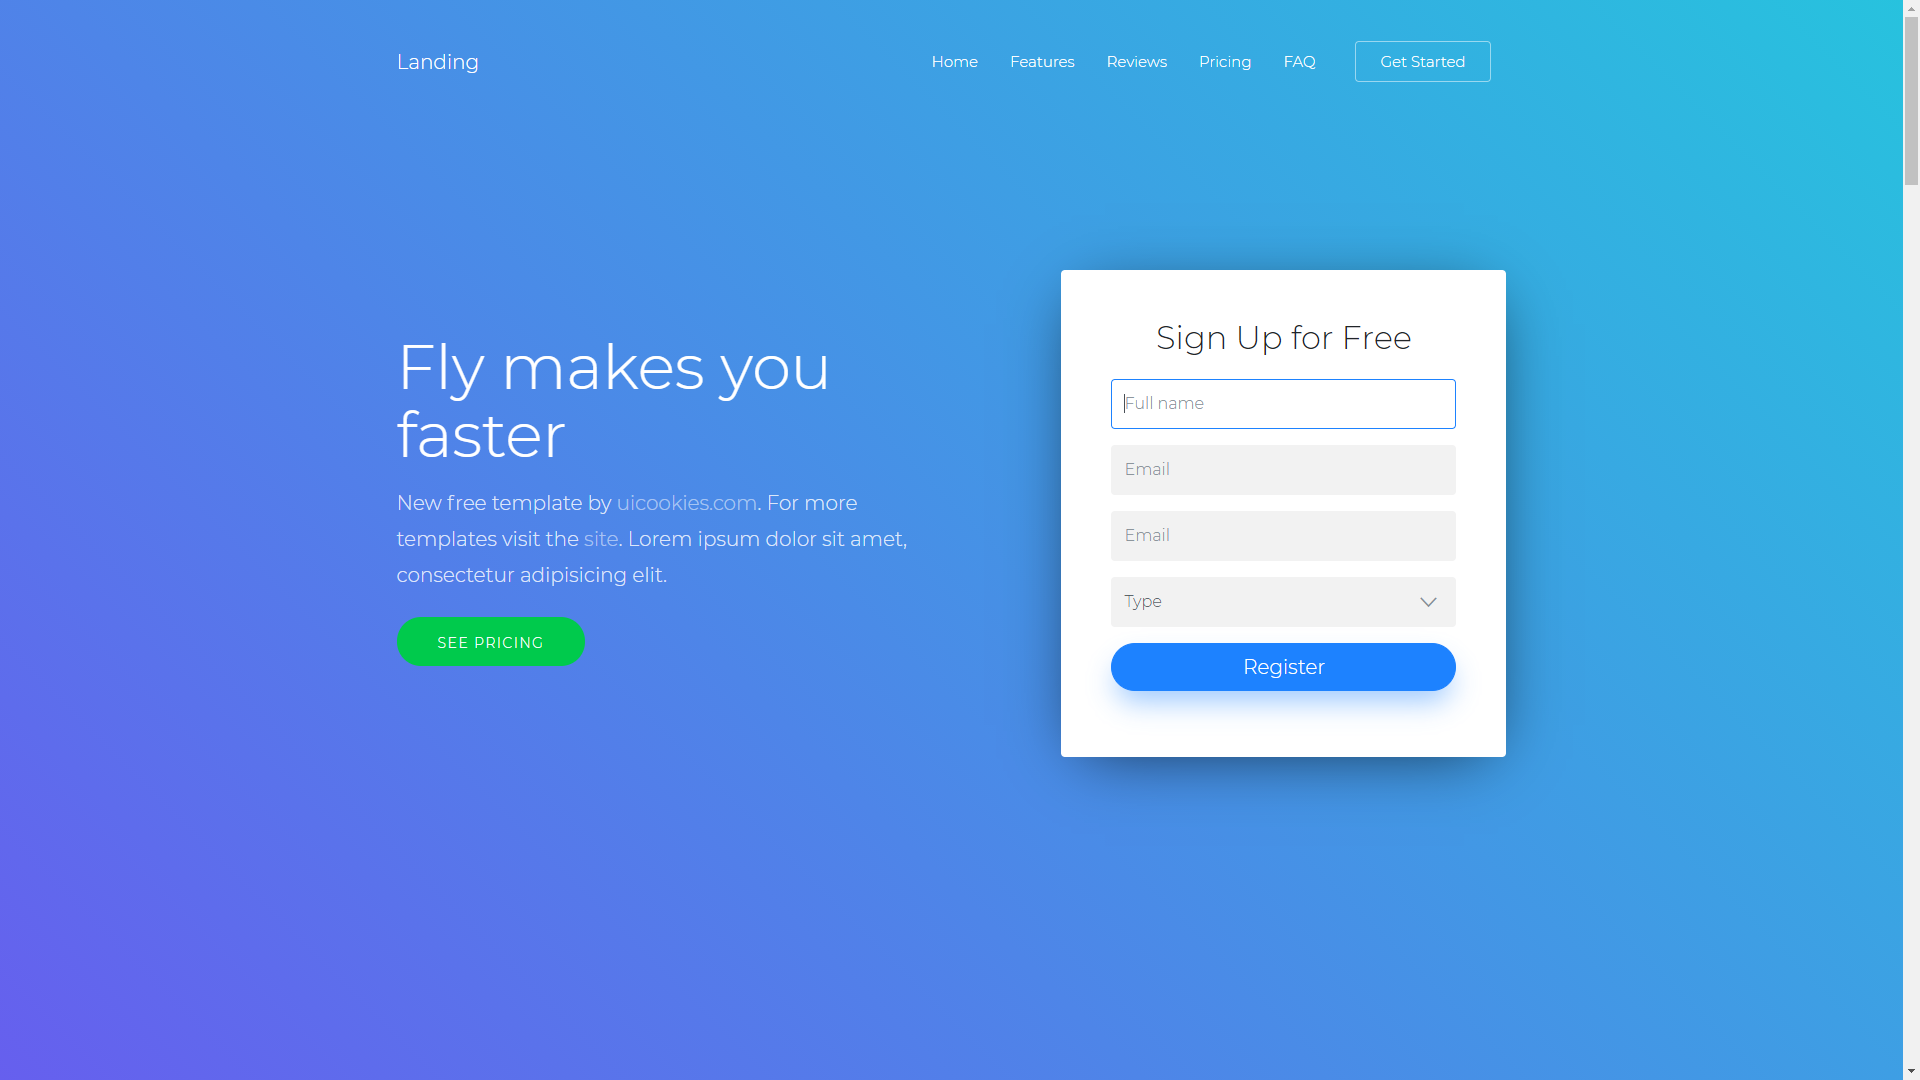 Landing
Home
Features
Reviews
Pricing
FAQ
Get Started
Fly makes you
faster
New free template by uicookies.com. For more
templates visit the site. Lorem ipsum dolor sit amet,
consectetur adipisicing elit.
SEE PRICING
Sign Up for Free
Full name
Email
Email
Type
Register